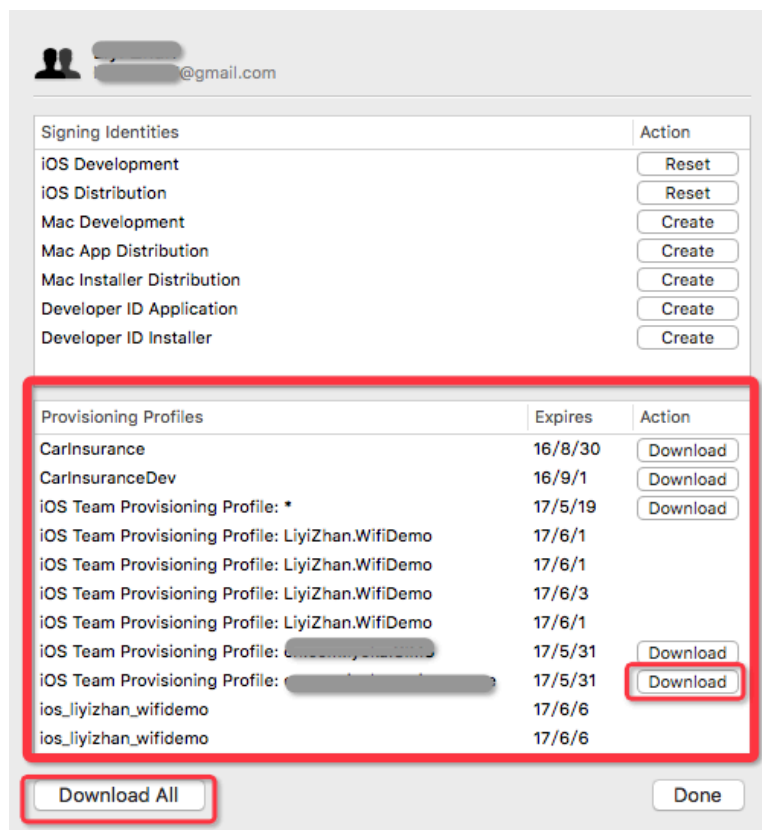 @gmail.com
Signing Identities Action
iOS Development Reset
iOS Distribution Reset
Mac Development Create
Mac App Distribution Create
Mac Installer Distribution Create
Developer ID Application Create
Developer ID Installer Create
Provisioning Profiles Expires Action
CarInsurance 16/8/30 Download
CarInsuranceDev 16/9/1 Download
iOS Team Provisioning Profile: * 17/5/19 Download
iOS Team Provisioning Profile: LiyiZhan.WifiDemo 17/6/1
iOS Team Provisioning Profile: LiyiZhan.WifiDemo 17/6/1
iOS Team Provisioning Profile: LiyiZhan.WifiDemo 17/6/3
iOS Team Provisioning Profile: LiyiZhan.WifiDemo 17/6/1
iOS Team Provisioning Profile: 17/5/31 Download
iOS Team Provisioning Profile: 17/5/31 Download
ios_liyizhan_wifidemo 17/6/6
ios_liyizhan_wifidemo 17/6/6
Download All Done